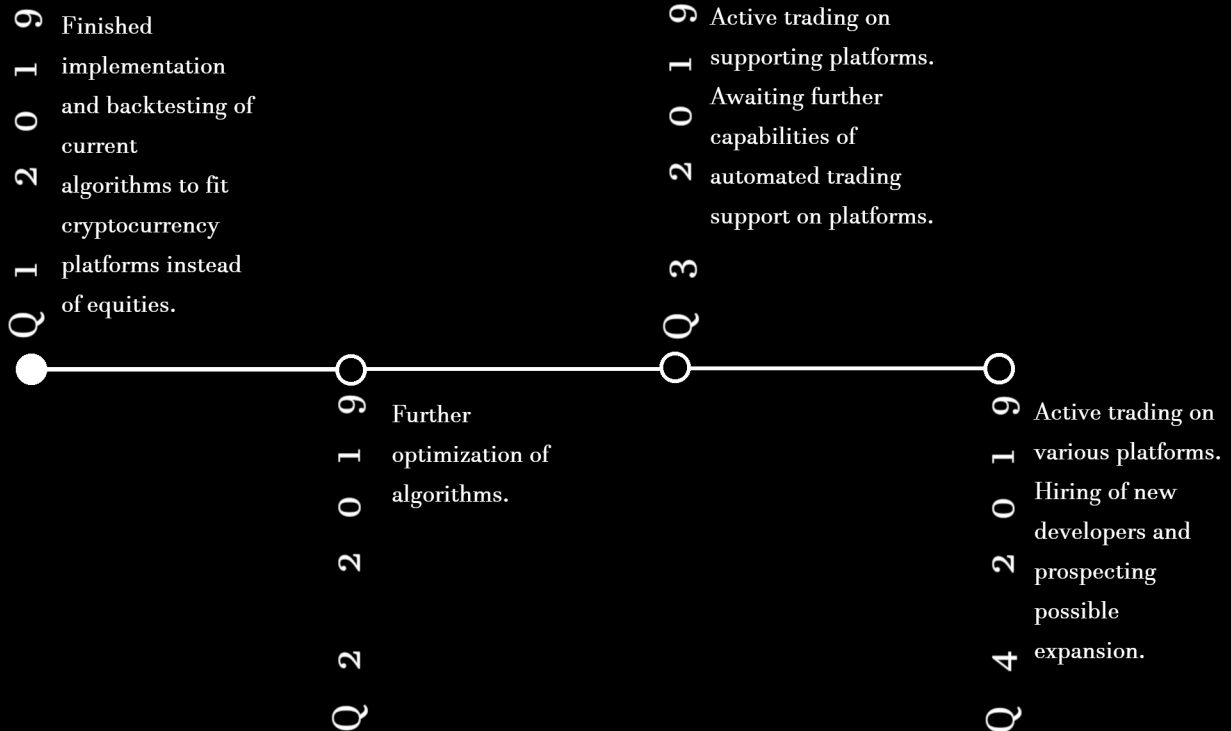 Q1 2019
Finished
implementation
and backtesting of
current
algorithms to fit
cryptocurrency
platforms instead
of equities.
Q2 2019
Further
optimization of
algorithms.
Q3 2019
Active trading on
supporting platforms.
Awaiting further
capabilities of
automated trading
support on platforms.
Q4 2019
Active trading on
various platforms.
Hiring of new
developers and
prospecting
possible
expansion.